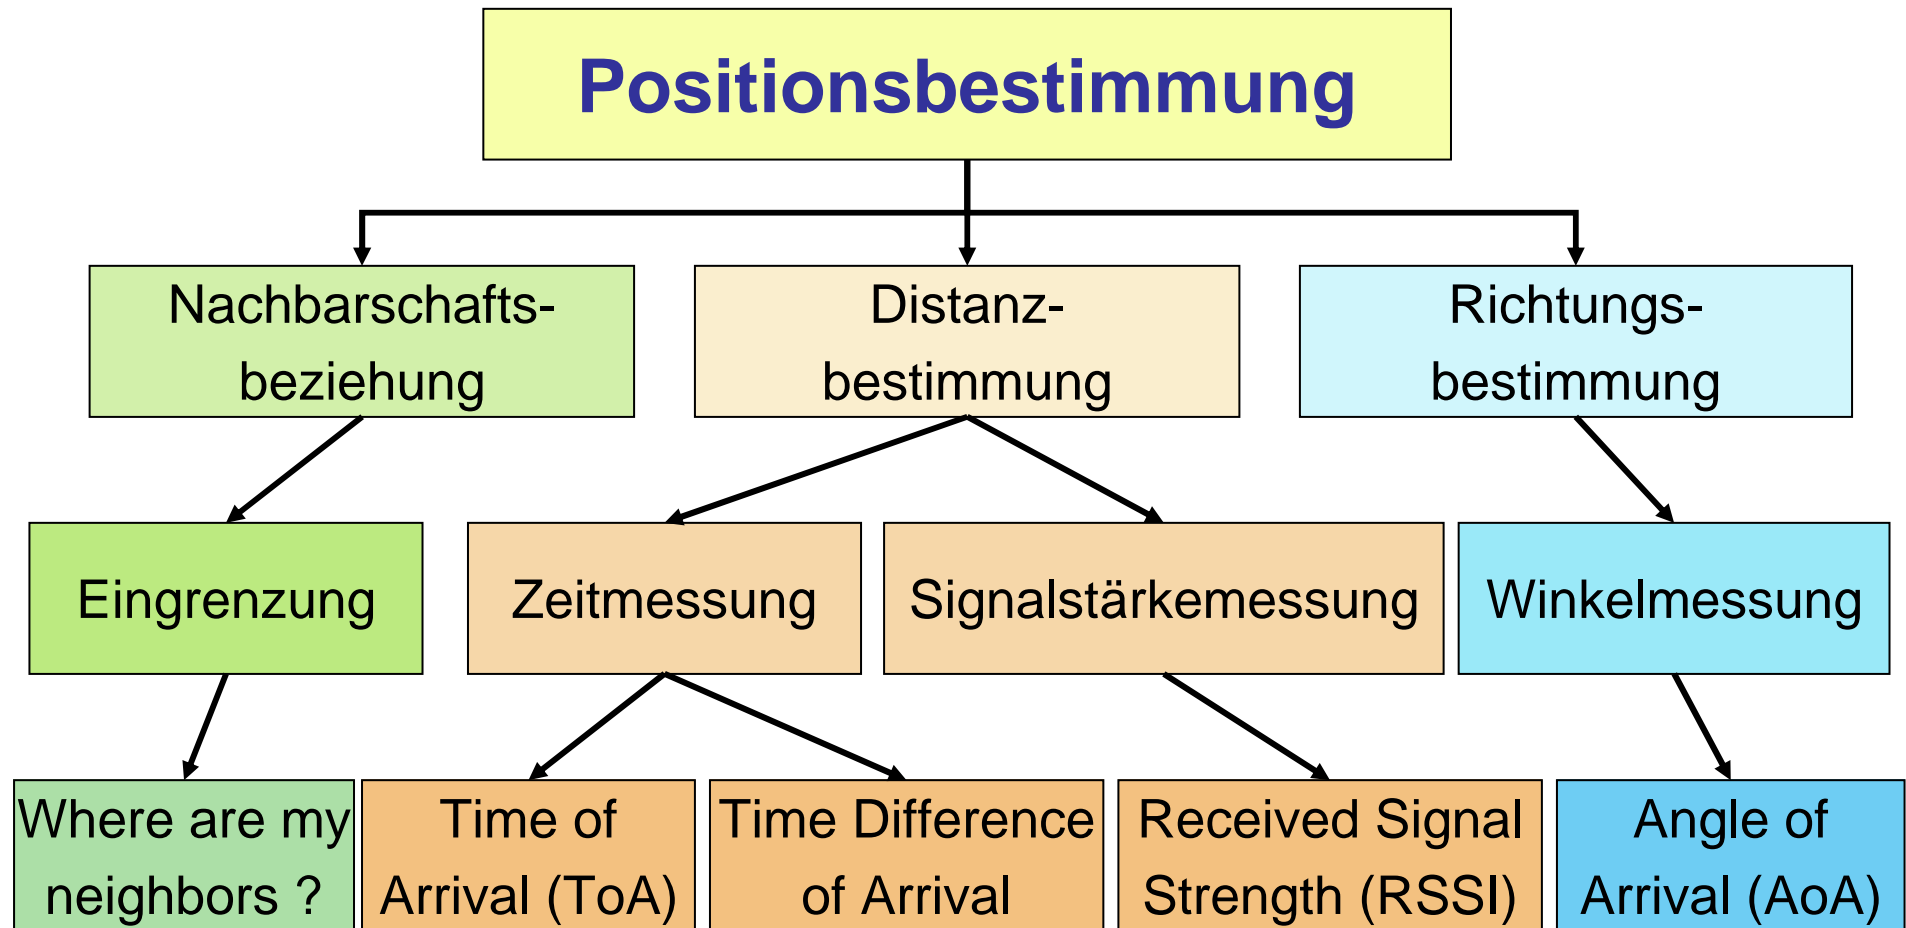 Positionsbestimmung
Nachbarschafts-
beziehung
Distanz-
bestimmung
Richtungs-
bestimmung
Eingrenzung
Zeitmessung
Signalstärkemessung
Winkelmessung
Where are my
neighbors ?
Time of
Arrival (ToA)
Time Difference
of Arrival
Received Signal
Strength (RSSI)
Angle of
Arrival (AoA)